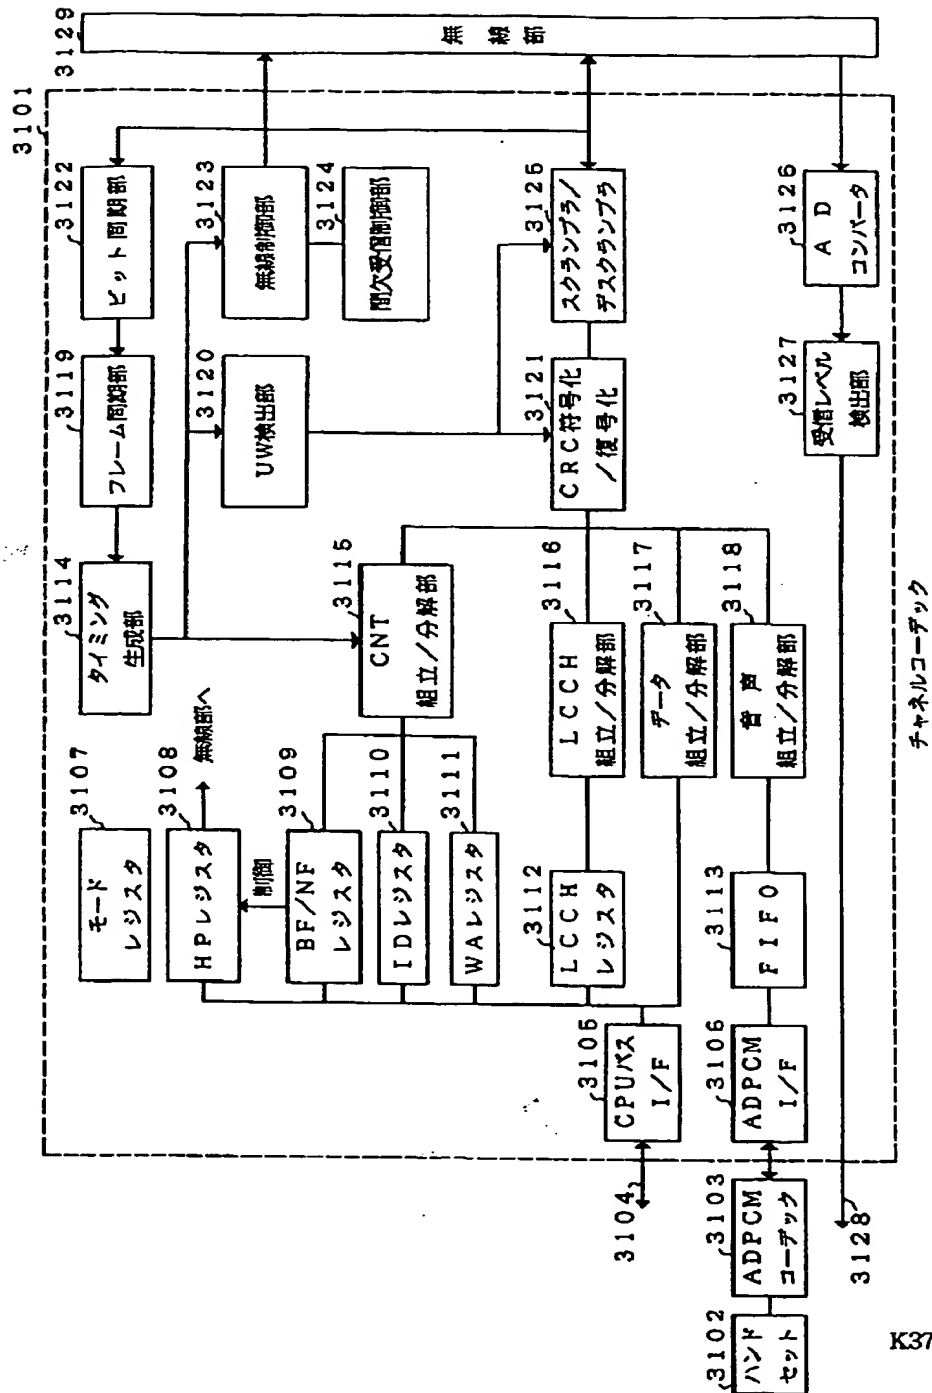 3101
3129
無線部
3122
ビット同期部
3123
無線制御部
3124
間欠受信制御部
3125
スクランブラ/
デスクランブラ
3126
AD
コンバータ
3119
フレーム同期部
3120
UW検出部
3121
CRC符号化
/復号化
3127
受信レベル
検出部
3114
タイミング
生成部
3115
CNT
組立/分解部
3116
LCCH
組立/分解部
3117
データ
組立/分解部
3118
音声
組立/分解部
3107
モード
レジスタ
3108
HPレジスタ
無線部へ
制御
3109
BF/NF
レジスタ
3110
IDレジスタ
3111
WAレジスタ
3112
LCCH
レジスタ
3113
FIFO
3105
CPUバス
I/F
3106
ADPCM
I/F
3104
3103
ADPCM
コーデック
3128
3102
ハンド
セット
チャネルコーデック
K37